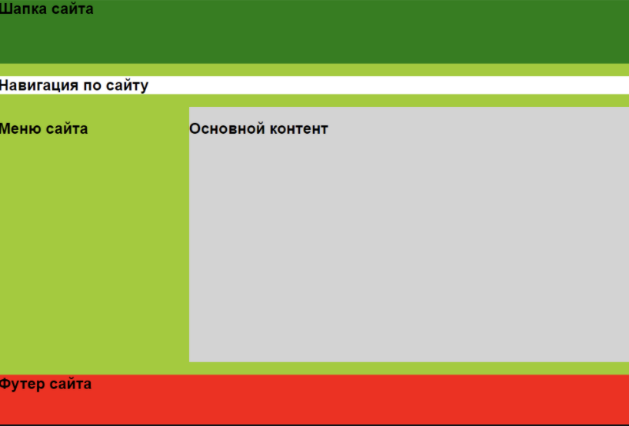 Шапка сайта
Навигация по сайту
Меню сайта
Основной контент
Футер сайта